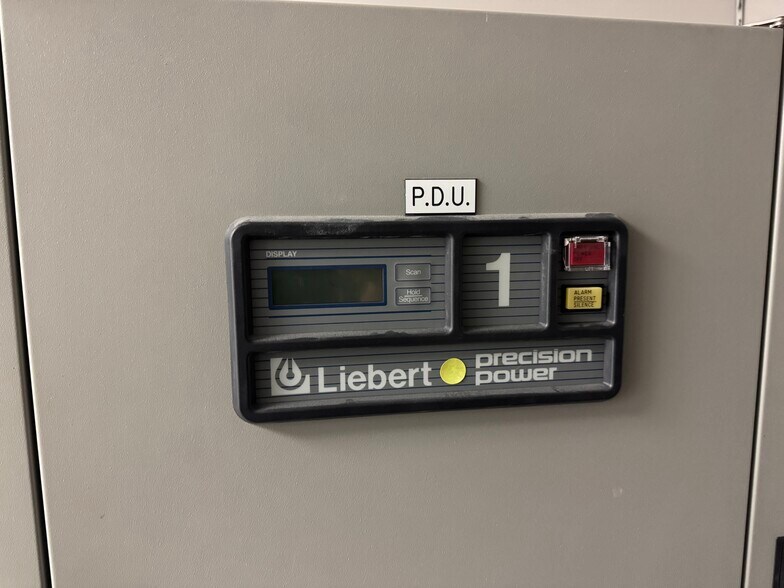 P.D.U.
DISPLAY
Scan
Hold
Sequence
1
ALARM
PRESENT
SILENCE
Liebert
precision
power